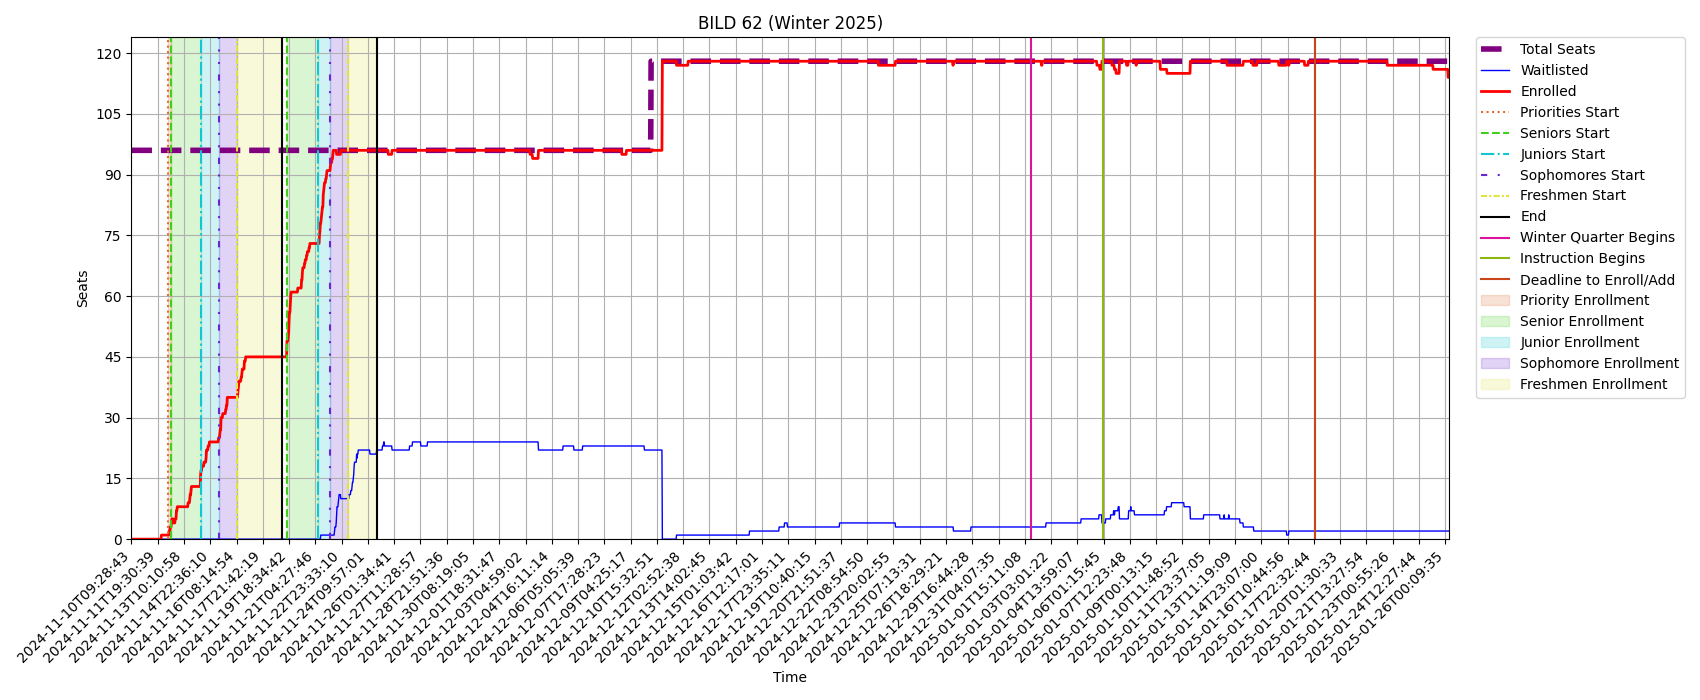 BILD 62 (Winter 2025)
Seats
120
105
90
75
60
45
30
15
0
2024-11-10T09:28:43
2024-11-11T19:30:39
2024-11-13T10:10:58
2024-11-14T22:36:10
2024-11-16T08:14:54
2024-11-17T21:42:19
2024-11-19T18:34:42
2024-11-21T04:27:46
2024-11-22T23:33:10
2024-11-24T09:57:01
2024-11-26T01:34:41
2024-11-27T11:28:57
2024-11-28T21:51:36
2024-11-30T08:19:05
2024-12-01T18:31:47
2024-12-03T04:59:02
2024-12-04T16:11:14
2024-12-06T05:05:39
2024-12-07T17:28:23
2024-12-09T04:25:17
2024-12-10T15:32:51
2024-12-12T02:52:38
2024-12-13T14:02:45
2024-12-15T01:03:42
2024-12-16T12:17:01
2024-12-17T23:35:11
2024-12-19T10:40:15
2024-12-20T21:51:37
2024-12-22T08:54:50
2024-12-23T20:02:55
2024-12-25T07:13:31
2024-12-26T18:29:21
2024-12-29T16:44:28
2024-12-31T04:07:35
2025-01-01T15:11:08
2025-01-03T03:01:22
2025-01-04T13:59:07
2025-01-06T01:15:45
2025-01-07T12:23:48
2025-01-09T00:13:15
2025-01-10T11:48:52
2025-01-11T23:37:05
2025-01-13T11:19:09
2025-01-14T23:07:00
2025-01-16T10:44:56
2025-01-17T22:32:44
2025-01-20T01:30:33
2025-01-21T13:27:54
2025-01-23T00:55:26
2025-01-24T12:27:44
2025-01-26T00:09:35
Time
Total Seats
Waitlisted
Enrolled
Priorities Start
Seniors Start
Juniors Start
Sophomores Start
Freshmen Start
End
Winter Quarter Begins
Instruction Begins
Deadline to Enroll/Add
Priority Enrollment
Senior Enrollment
Junior Enrollment
Sophomore Enrollment
Freshmen Enrollment